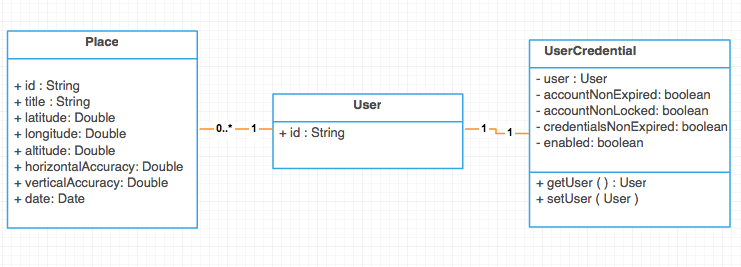 Place
+ id : String
+ title : String
+ latitude: Double
+ longitude: Double
+ altitude: Double
+ horizontalAccuracy: Double
+ verticalAccuracy: Double
+ date: Date
0..*
1
User
+ id : String
1
1
UserCredential
- user : User
- accountNonExpired: boolean
- accountNonLocked: boolean
- credentialsNonExpired: boolean
- enabled: boolean
+ getUser ( ) : User
+ setUser ( User )